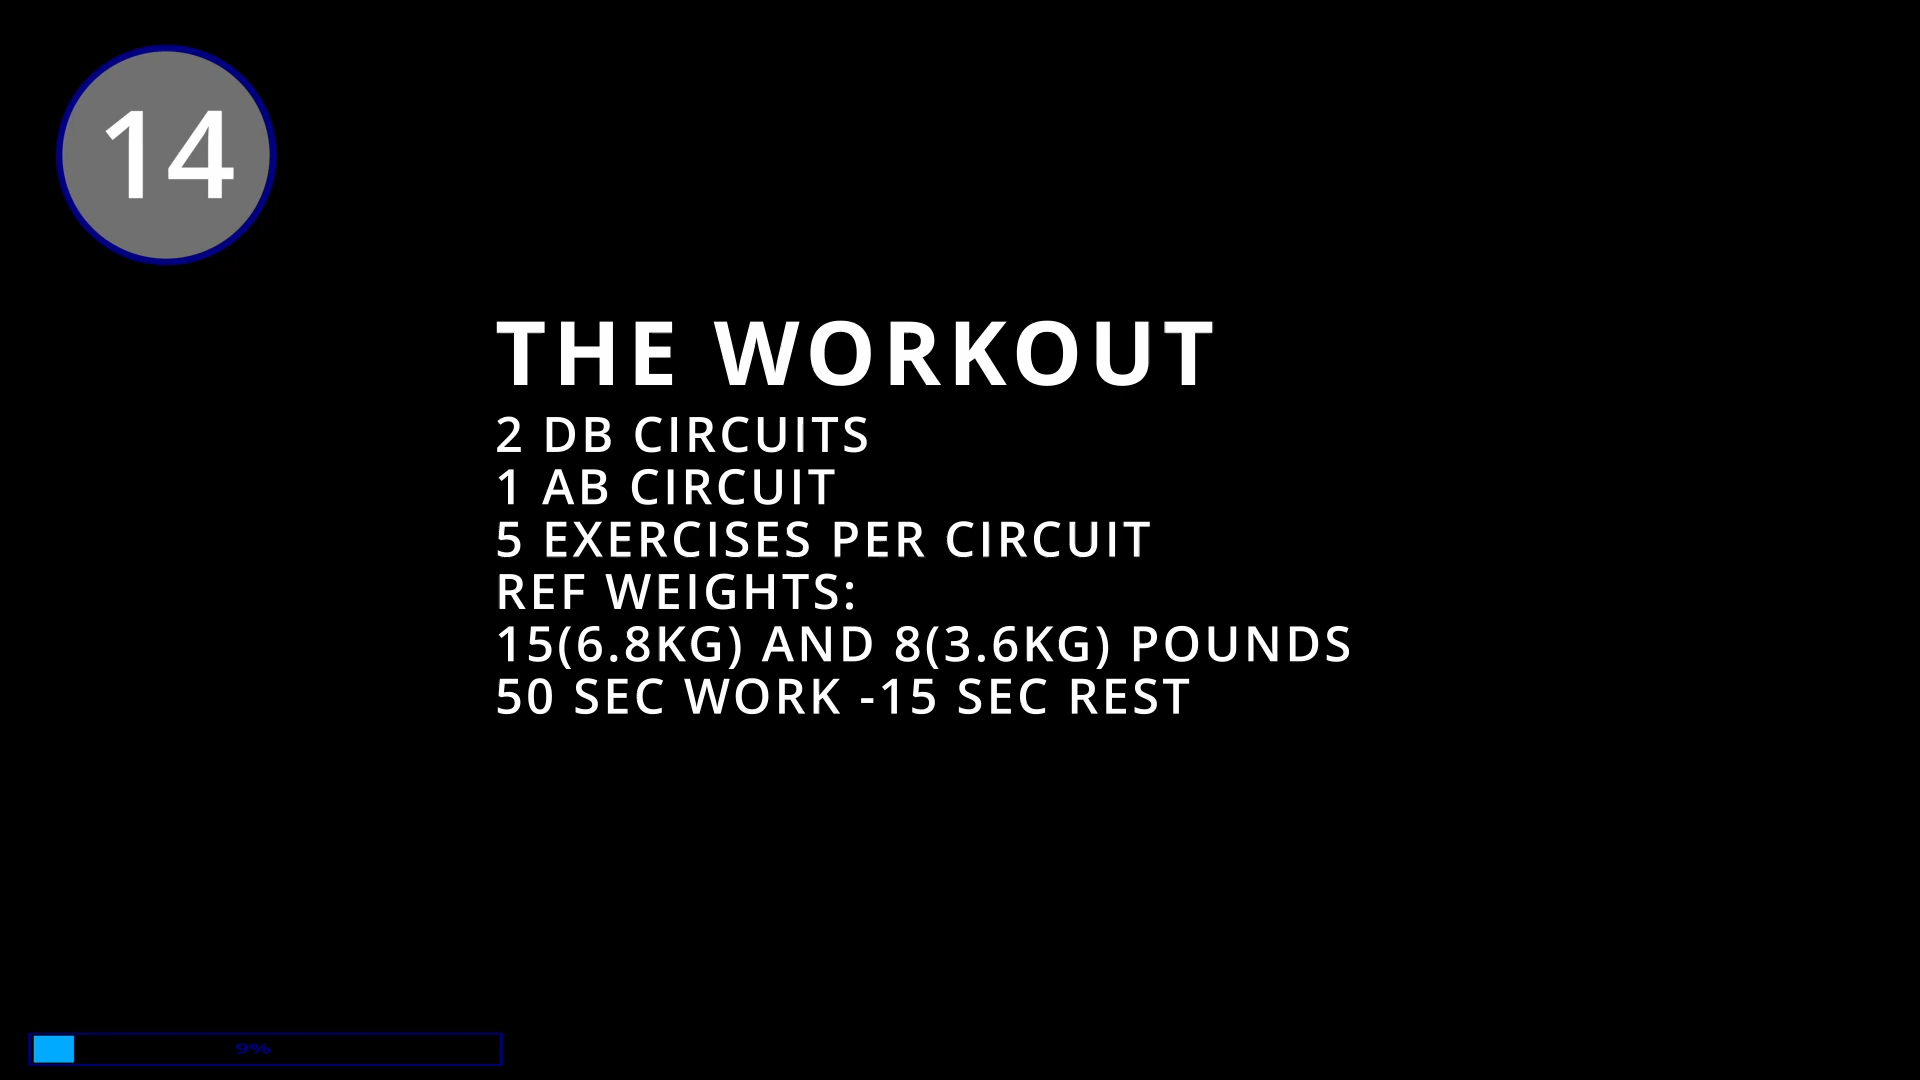 14
THE WORKOUT
2 DB CIRCUITS
1 AB CIRCUIT
5 EXERCISES PER CIRCUIT
REF WEIGHTS:
15(6.8KG) AND 8(3.6KG) POUNDS
50 SEC WORK -15 SEC REST
9%